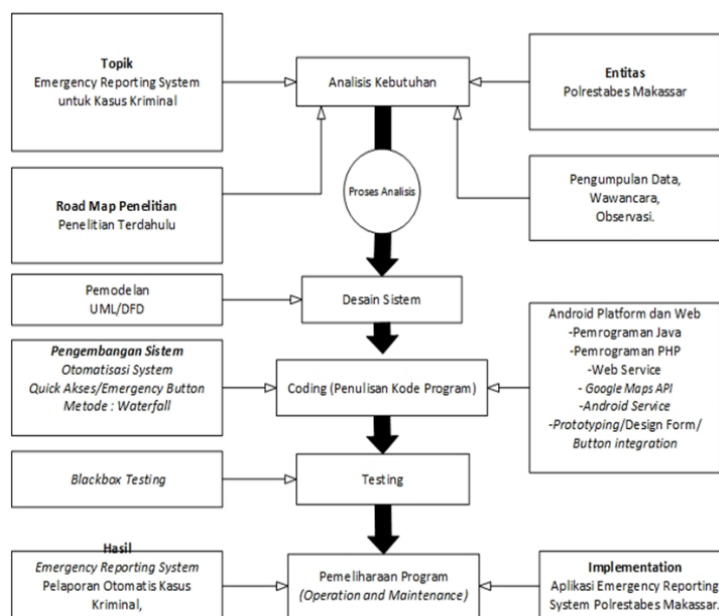 Topik
Emergency Reporting System
untuk Kasus Kriminal
Analisis Kebutuhan
Entitas
Polrestabes Makassar
Road Map Penelitian
Penelitian Terdahulu
Proses Analisis
Pengumpulan Data,
Wawancara,
Observasi.
Pemodelan
UML/DFD
Desain Sistem
Pengembangan Sistem
Otomatisasi System
Quick Akses/Emergency Button
Metode : Waterfall
Coding (Penulisan Kode Program)
Android Platform dan Web
-Pemrograman Java
-Pemrograman PHP
-Web Service
- Google Maps API
-Android Service
-Prototyping/Design Form/
Button integration
Blackbox Testing
Testing
Hasil
Emergency Reporting System
Pelaporan Otomatis Kasus
Kriminal,
Pemeliharaan Program
(Operation and Maintenance)
Implementation
Aplikasi Emergency Reporting
System Polrestabes Makassar.